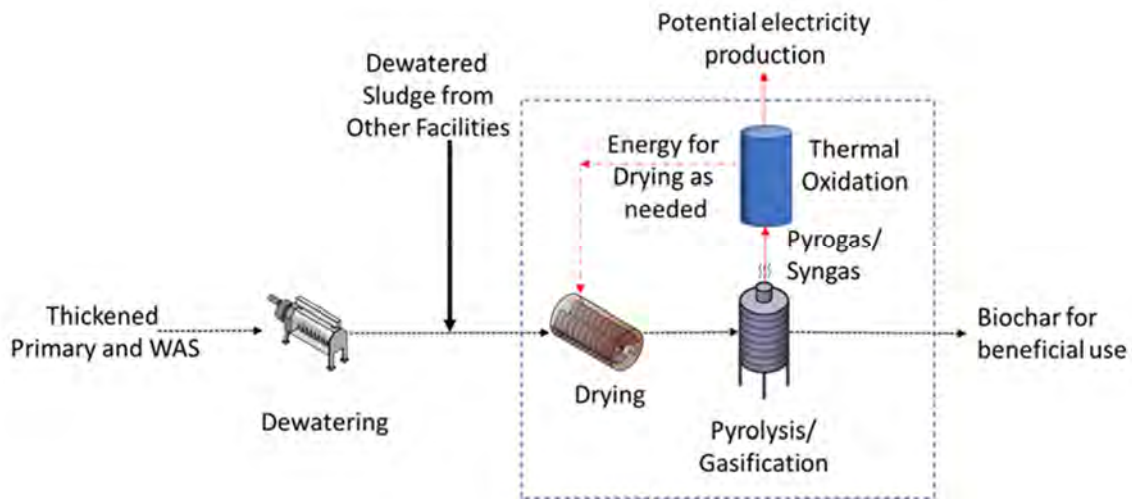 Potential electricity
production
Dewatered
Sludge from
Other Facilities
Energy for
Drying as
needed
Thermal
Oxidation
Pyrogas/
Syngas
Thickened
Primary and WAS
Dewatering
Drying
Pyrolysis/
Gasification
Biochar for
beneficial use